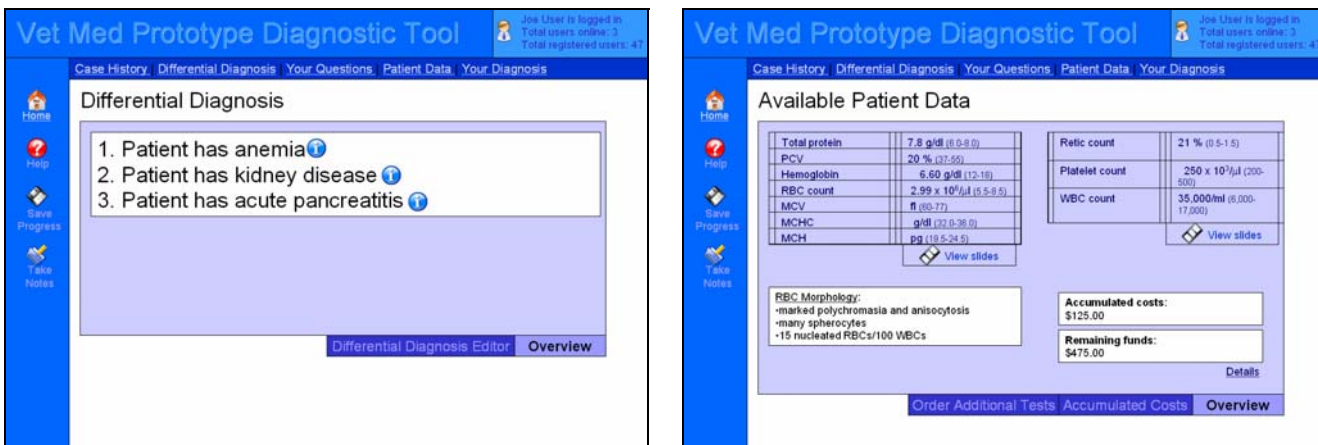 Vet Med Prototype Diagnostic Tool
Joe User is logged in
Total users online: 3
Total registered users: 47
Case History Differential Diagnosis Your Questions Patient Data Your Diagnosis
Home
Help
Save
Progress
Take
Notes
Differential Diagnosis
1. Patient has anemia
2. Patient has kidney disease
3. Patient has acute pancreatitis
Differential Diagnosis Editor Overview
Vet Med Prototype Diagnostic Tool
Joe User is logged in
Total users online: 3
Total registered users: 47
Case History Differential Diagnosis Your Questions Patient Data Your Diagnosis
Home
Help
Save
Progress
Take
Notes
Available Patient Data
Total protein 7.8 g/dl (6.0-8.0)
PCV 20 % (37-55)
Hemoglobin 6.60 g/dl (12-18)
RBC count 2.99 x 10⁶/µl (5.5-8.5)
MCV fl (60-77)
MCHC g/dl (32.0-36.0)
MCH pg (19.5-24.5)
View slides
Retic count 21 % (0.5-1.5)
Platelet count 250 x 10³/µl (200-
500)
WBC count 35,000/ml (6,000-
17,000)
View slides
RBC Morphology:
•marked polychromasia and anisocytosis
•many spherocytes
•15 nucleated RBCs/100 WBCs
Accumulated costs:
$125.00
Remaining funds:
$475.00
Details
Order Additional Tests Accumulated Costs Overview